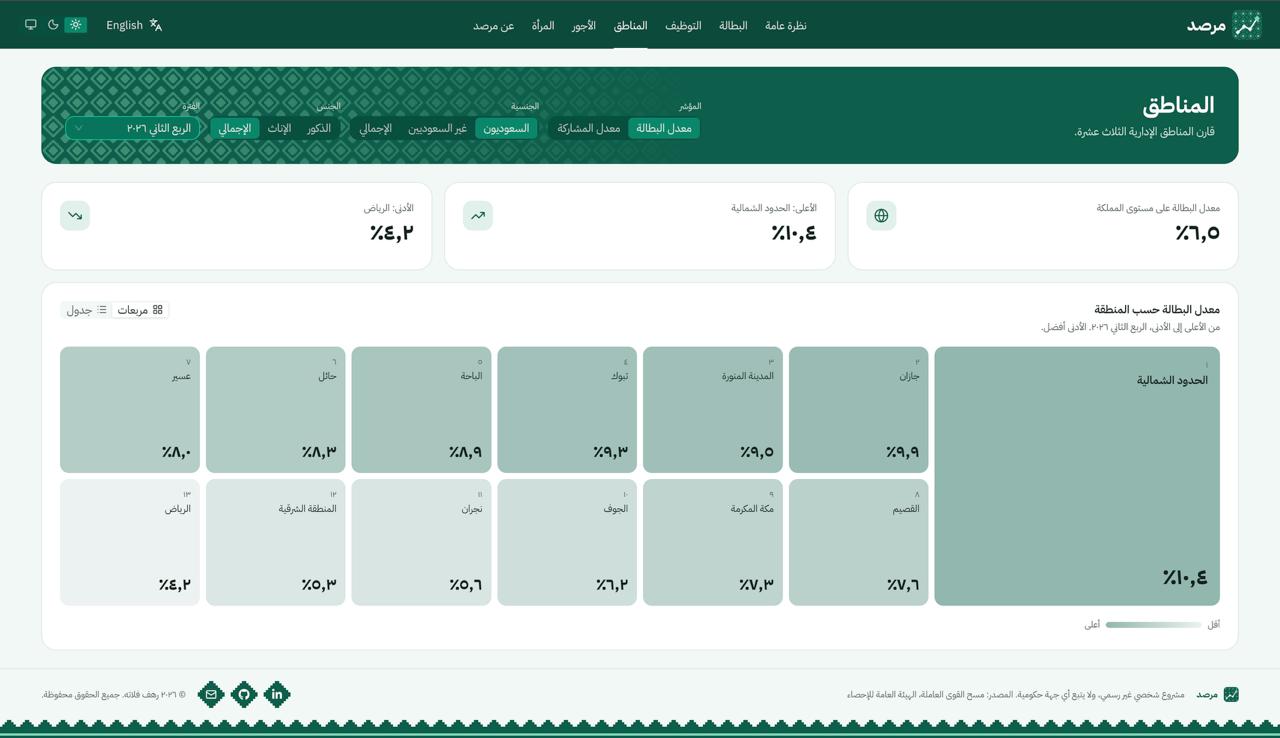 مرصد
نظرة عامة
البطالة
التوظيف
المناطق
الأجور
المرأة
عن مرصد
English
المناطق
قارن المناطق الإدارية الثلاث عشرة.
المؤشر
معدل البطالة
معدل المشاركة
الجنسية
السعوديون
غير السعوديين
الإجمالي
الجنس
الذكور
الإناث
الإجمالي
الفترة
الربع الثاني ٢٠٢٦
معدل البطالة على مستوى المملكة
٪٦٫٥
الأعلى: الحدود الشمالية
٪١٠٫٤
الأدنى: الرياض
٪٤٫٢
معدل البطالة حسب المنطقة
من الأعلى إلى الأدنى، الربع الثاني ٢٠٢٦. الأدنى أفضل.
مربعات
جدول
١
الحدود الشمالية
٪١٠٫٤
٢
جازان
٪٩٫٩
٣
المدينة المنورة
٪٩٫٥
٤
تبوك
٪٩٫٣
٥
الباحة
٪٨٫٩
٦
حائل
٪٨٫٣
٧
عسير
٪٨٫٠
٨
القصيم
٪٧٫٦
٩
مكة المكرمة
٪٧٫٣
١٠
الجوف
٪٦٫٢
١١
نجران
٪٥٫٦
١٢
المنطقة الشرقية
٪٥٫٣
١٣
الرياض
٪٤٫٢
أقل
أعلى
مرصد
مشروع شخصي غير رسمي، ولا يتبع أي جهة حكومية. المصدر: مسح القوى العاملة، الهيئة العامة للإحصاء
© ٢٠٢٦ رهف فلاته. جميع الحقوق محفوظة.